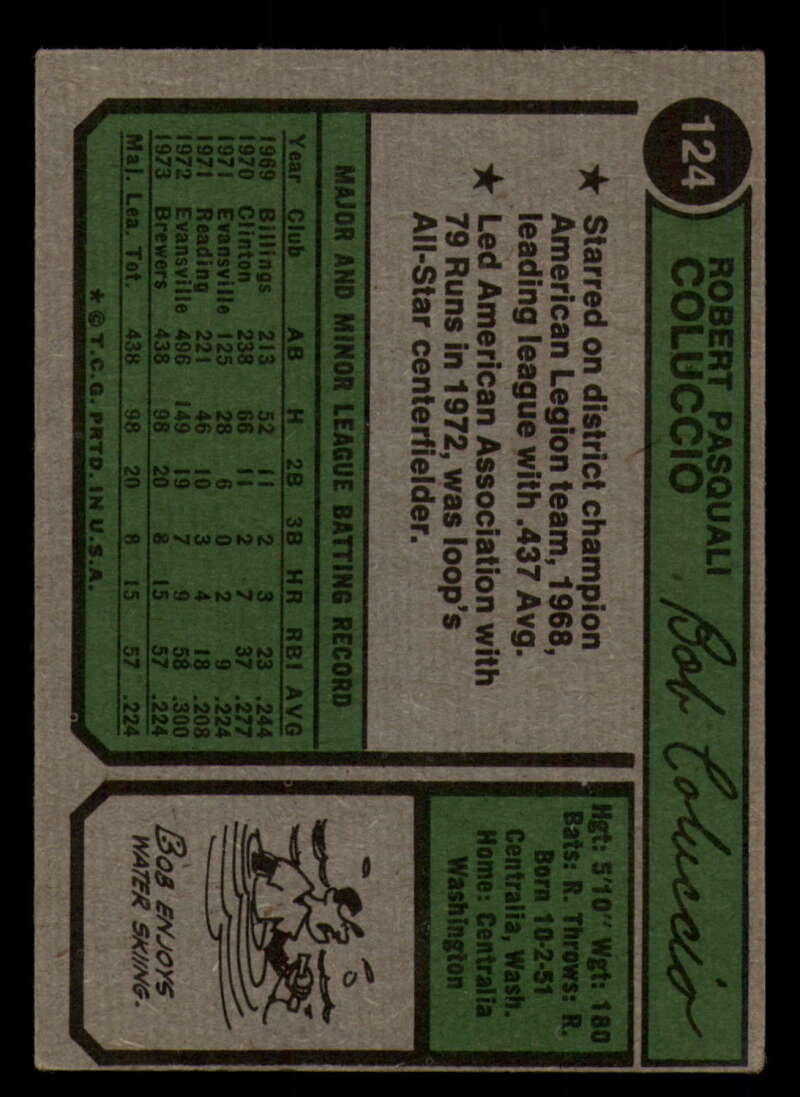 124
ROBERT PASQUALI
COLUCCIO
Bob Coluccio
★ Starred on district champion
American Legion team, 1968,
leading league with .437 Avg.
★ Led American Association with
79 Runs in 1972, was loop's
All-Star centerfielder.
Hgt: 5'10" Wgt: 180
Bats: R. Throws: R.
Born 10-2-51
Centralia, Wash.
Home: Centralia
Washington
MAJOR AND MINOR LEAGUE BATTING RECORD
Year Club AB H 2B 3B HR RBI AVG
1969 Billings 213 52 11 2 3 23 .244
1970 Clinton 238 66 11 2 7 37 .277
1971 Evansville 125 28 6 0 2 9 .224
1971 Reading 221 46 10 3 4 18 .208
1972 Evansville 496 149 19 7 9 58 .300
1973 Brewers 438 98 20 8 15 57 .224
Maj. Lea. Tot. 438 98 20 8 15 57 .224
* © T.C.G. PRTD. IN U.S.A.
BOB ENJOYS
WATER SKIING.